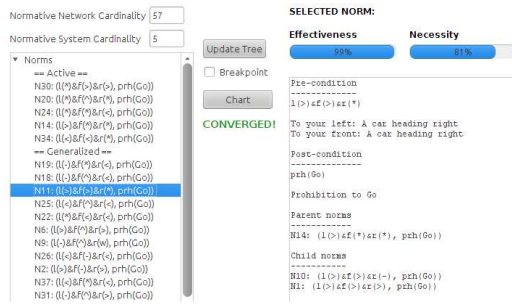 Normative Network Cardinality 57
Normative System Cardinality 5
Norms
== Active ==
N30: (l(^)&f(>)&r(>), prh(Go))
N20: (l(^)&f(^)&r(*), prh(Go))
N24: (l(*)&f(*)&r(<), prh(Go))
N14: (l(>)&f(*)&r(*), prh(Go))
N34: (l(<)&f(<)&r(*), prh(Go))
== Generalized ==
N19: (l(-)&f(*)&r(<), prh(Go))
N18: (l(-)&f(^)&r(<), prh(Go))
N11: (l(>)&f(>)&r(*), prh(Go))
N25: (l(<)&f(^)&r(<), prh(Go))
N22: (l(^)&f(<)&r(<), prh(Go))
N6: (l(>)&f(^)&r(>), prh(Go))
N9: (l(-)&f(^)&r(w), prh(Go))
N26: (l(<)&f(-)&r(<), prh(Go))
N2: (l(>)&f(-)&r(>), prh(Go))
N37: (l(<)&f(*)&r(<), prh(Go))
N31: (l(-)&f(^)&r(>), prh(Go))
Update Tree
Breakpoint
Chart
CONVERGED!
SELECTED NORM:
Effectiveness Necessity
99% 81%
Pre-condition
------------
l(>)&f(>)&r(*)
To your left: A car heading right
To your front: A car heading right
Post-condition
-------------
prh(Go)
Prohibition to Go
Parent norms
-----------
N14: (l(>)&f(*)&r(*), prh(Go))
Child norms
-----------
N10: (l(>)&f(>)&r(-), prh(Go))
N1: (l(>)&f(>)&r(>), prh(Go))